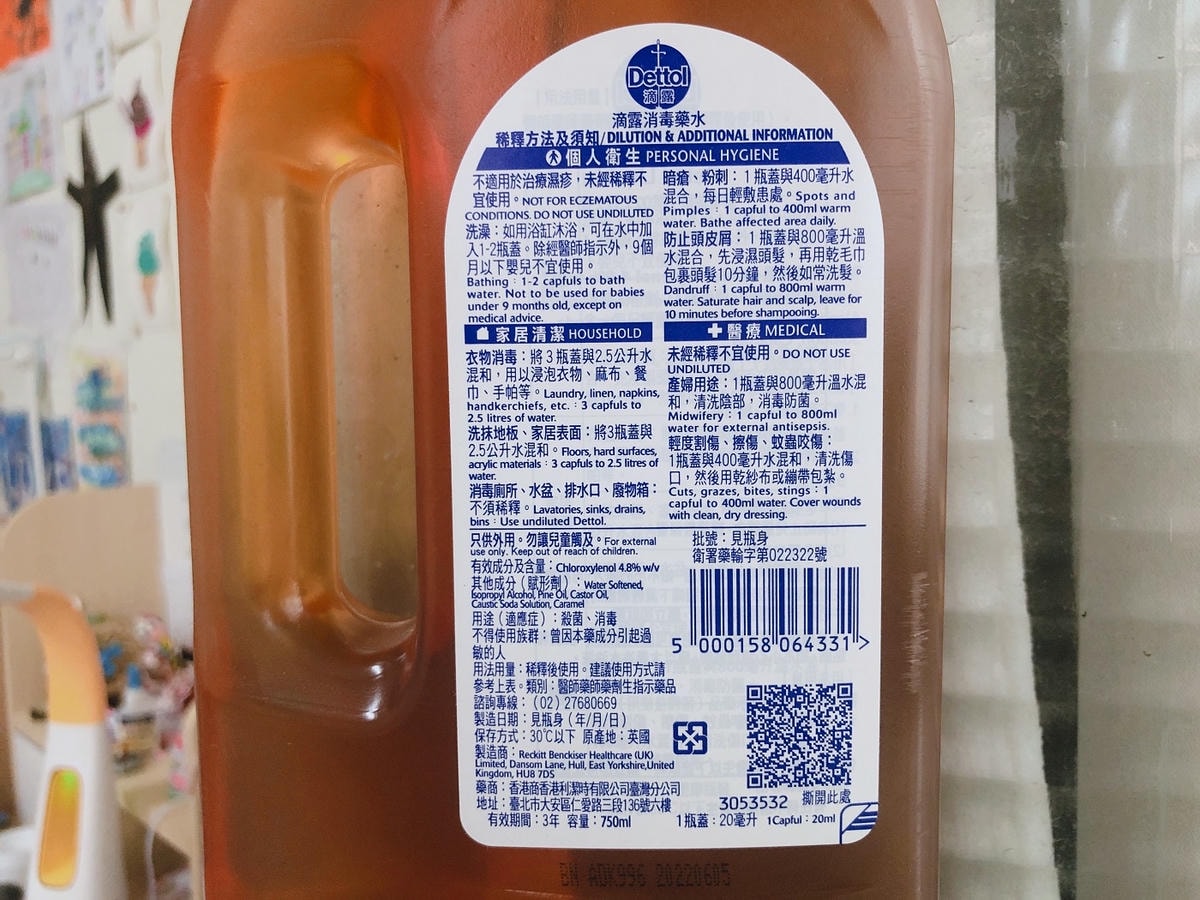 Dettol
滴露
滴露消毒藥水
稀釋方法及須知/DILUTION & ADDITIONAL INFORMATION
個人衛生 PERSONAL HYGIENE
不適用於治療濕疹，未經稀釋不
宜使用。NOT FOR ECZEMATOUS
CONDITIONS. DO NOT USE UNDILUTED
洗澡：如用浴缸沐浴，可在水中加
入1-2瓶蓋。除經醫師指示外，9個
月以下嬰兒不宜使用。
Bathing : 1-2 capfuls to bath
water. Not to be used for babies
under 9 months old, except on
medical advice.
暗瘡、粉刺：1瓶蓋與400毫升水
混合，每日輕敷患處。Spots and
Pimples : 1 capful to 400ml warm
water. Bathe affected area daily.
防止頭皮屑：1瓶蓋與800毫升溫
水混合，先浸濕頭髮，再用乾毛巾
包裹頭髮10分鐘，然後如常洗髮。
Dandruff : 1 capful to 800ml warm
water. Saturate hair and scalp, leave for
10 minutes before shampooing.
家居清潔 HOUSEHOLD
衣物消毒：將3瓶蓋與2.5公升水
混和，用以浸泡衣物、麻布、餐
巾、手帕等。Laundry, linen, napkins,
handkerchiefs, etc. : 3 capfuls to
2.5 litres of water.
洗抹地板、家居表面：將3瓶蓋與
2.5公升水混和。Floors, hard surfaces,
acrylic materials : 3 capfuls to 2.5 litres of
water.
消毒廁所、水盆、排水口、廢物箱：
不須稀釋。Lavatories, sinks, drains,
bins : Use undiluted Dettol.
醫療 MEDICAL
未經稀釋不宜使用。DO NOT USE
UNDILUTED
產婦用途：1瓶蓋與800毫升溫水混
和，清洗陰部，消毒防菌。
Midwifery : 1 capful to 800ml
water for external antisepsis.
輕度割傷、擦傷、蚊蟲咬傷：
1瓶蓋與400毫升水混和，清洗傷
口，然後用乾紗布或繃帶包紮。
Cuts, grazes, bites, stings : 1
capful to 400ml water. Cover wounds
with clean, dry dressing.
只供外用。勿讓兒童觸及。For external
use only. Keep out of reach of children.
有效成分及含量：Chloroxylenol 4.8% w/v
其他成分（賦形劑）：Water Softened,
Isopropyl Alcohol, Pine Oil, Castor Oil,
Caustic Soda Solution, Caramel
用途（適應症）：殺菌、消毒
不得使用族群：曾因本藥成分引起過
敏的人
用法用量：稀釋後使用。建議使用方式請
參考上表。類別：醫師藥師藥劑生指示藥品
諮詢專線：（02）27680669
製造日期：見瓶身（年/月/日）
保存方式：30℃以下 原產地：英國
製造商：Reckitt Benckiser Healthcare (UK)
Limited, Dansom Lane, Hull, East Yorkshire,United
Kingdom, HU8 7DS
藥商：香港商香港利潔時有限公司臺灣分公司
地址：臺北市大安區仁愛路三段136號六樓
有效期間：3年 容量：750ml
批號：見瓶身
衛署藥輸字第022322號
5 000158 064331 >
3053532 撕開此處
1瓶蓋：20毫升 1Capful : 20ml
BN ADK996 20220605